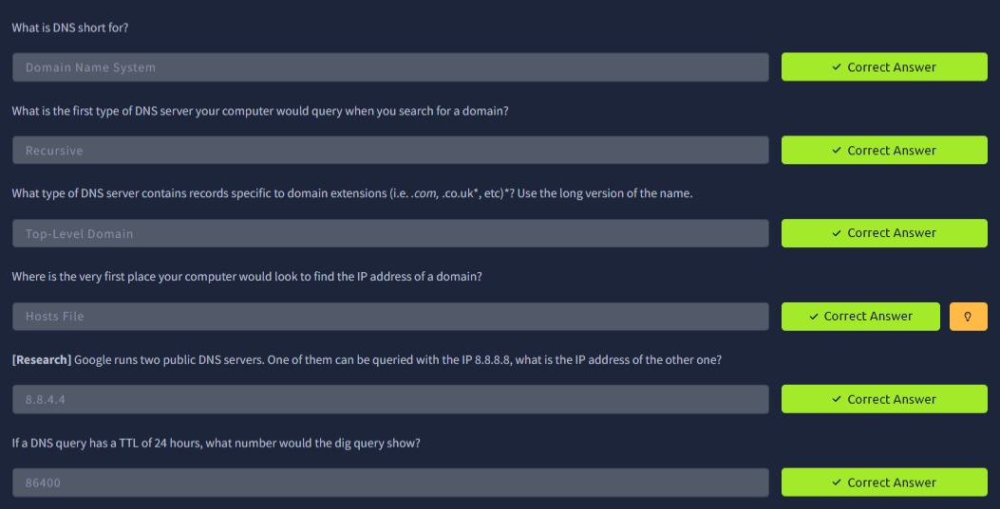 What is DNS short for?
Domain Name System
✓ Correct Answer
What is the first type of DNS server your computer would query when you search for a domain?
Recursive
✓ Correct Answer
What type of DNS server contains records specific to domain extensions (i.e. .com, .co.uk*, etc)*? Use the long version of the name.
Top-Level Domain
✓ Correct Answer
Where is the very first place your computer would look to find the IP address of a domain?
Hosts File
✓ Correct Answer
[Research] Google runs two public DNS servers. One of them can be queried with the IP 8.8.8.8, what is the IP address of the other one?
8.8.4.4
✓ Correct Answer
If a DNS query has a TTL of 24 hours, what number would the dig query show?
86400
✓ Correct Answer